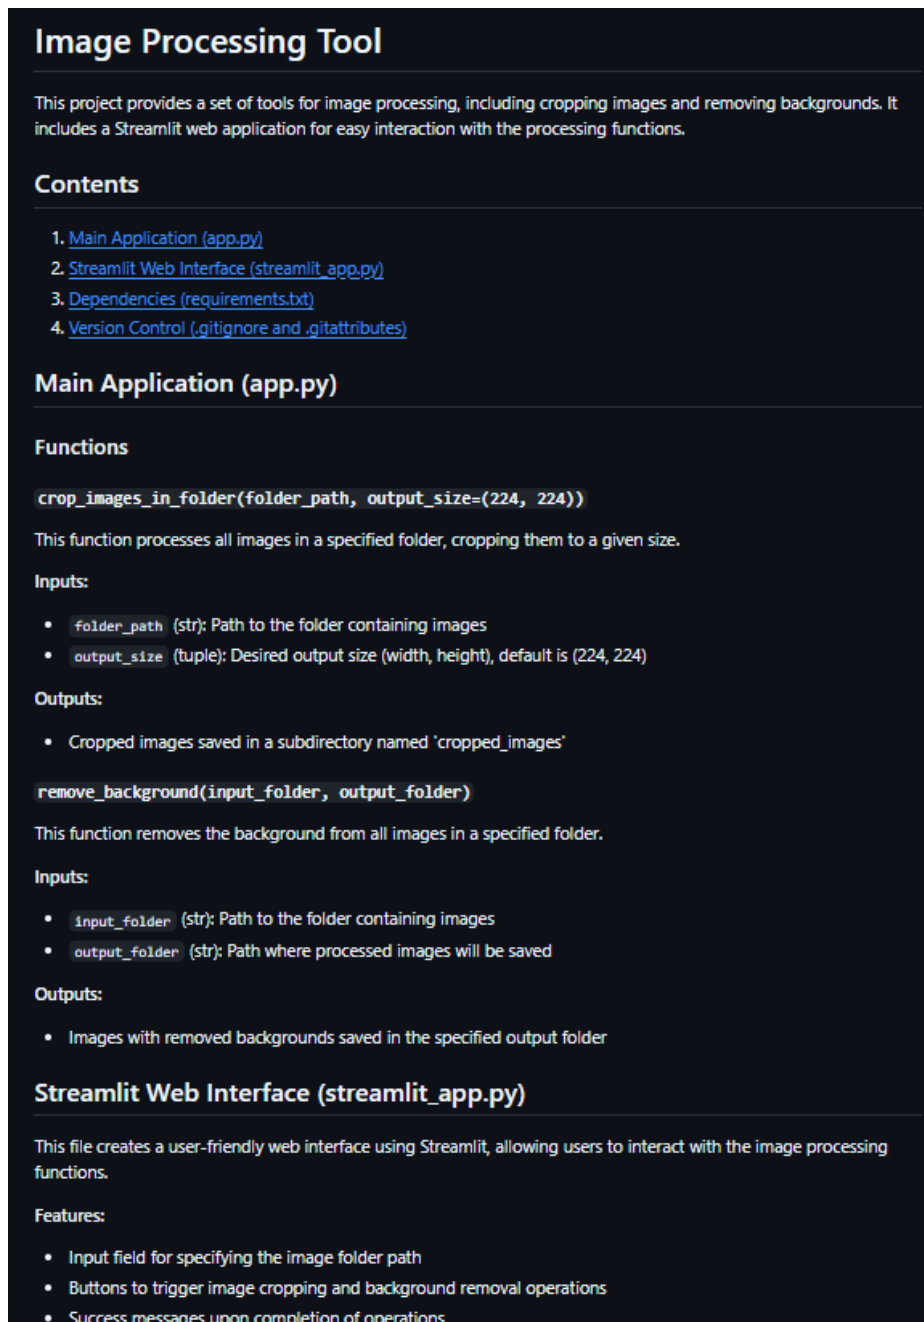 Image Processing Tool
This project provides a set of tools for image processing, including cropping images and removing backgrounds. It
includes a Streamlit web application for easy interaction with the processing functions.
Contents
1. Main Application (app.py)
2. Streamlit Web Interface (streamlit_app.py)
3. Dependencies (requirements.txt)
4. Version Control (.gitignore and .gitattributes)
Main Application (app.py)
Functions
crop_images_in_folder(folder_path, output_size=(224, 224))
This function processes all images in a specified folder, cropping them to a given size.
Inputs:
• folder_path (str): Path to the folder containing images
• output_size (tuple): Desired output size (width, height), default is (224, 224)
Outputs:
• Cropped images saved in a subdirectory named 'cropped_images'
remove_background(input_folder, output_folder)
This function removes the background from all images in a specified folder.
Inputs:
• input_folder (str): Path to the folder containing images
• output_folder (str): Path where processed images will be saved
Outputs:
• Images with removed backgrounds saved in the specified output folder
Streamlit Web Interface (streamlit_app.py)
This file creates a user-friendly web interface using Streamlit, allowing users to interact with the image processing
functions.
Features:
• Input field for specifying the image folder path
• Buttons to trigger image cropping and background removal operations
• Success messages upon completion of operations